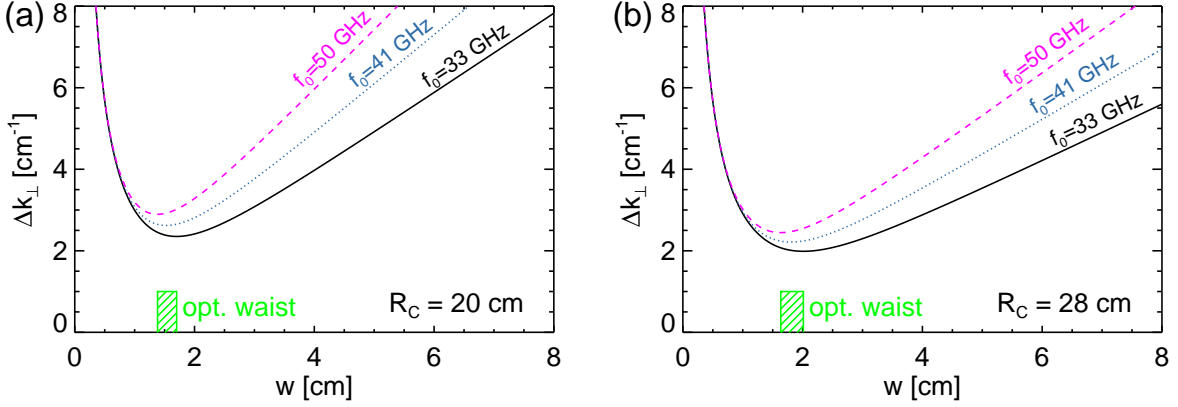 (a)
Δk⊥ [cm⁻¹]
8
6
4
2
0
f₀=50 GHz
f₀=41 GHz
f₀=33 GHz
opt. waist
R_C = 20 cm
0 2 4 6 8
w [cm]
(b)
Δk⊥ [cm⁻¹]
8
6
4
2
0
f₀=50 GHz
f₀=41 GHz
f₀=33 GHz
opt. waist
R_C = 28 cm
0 2 4 6 8
w [cm]